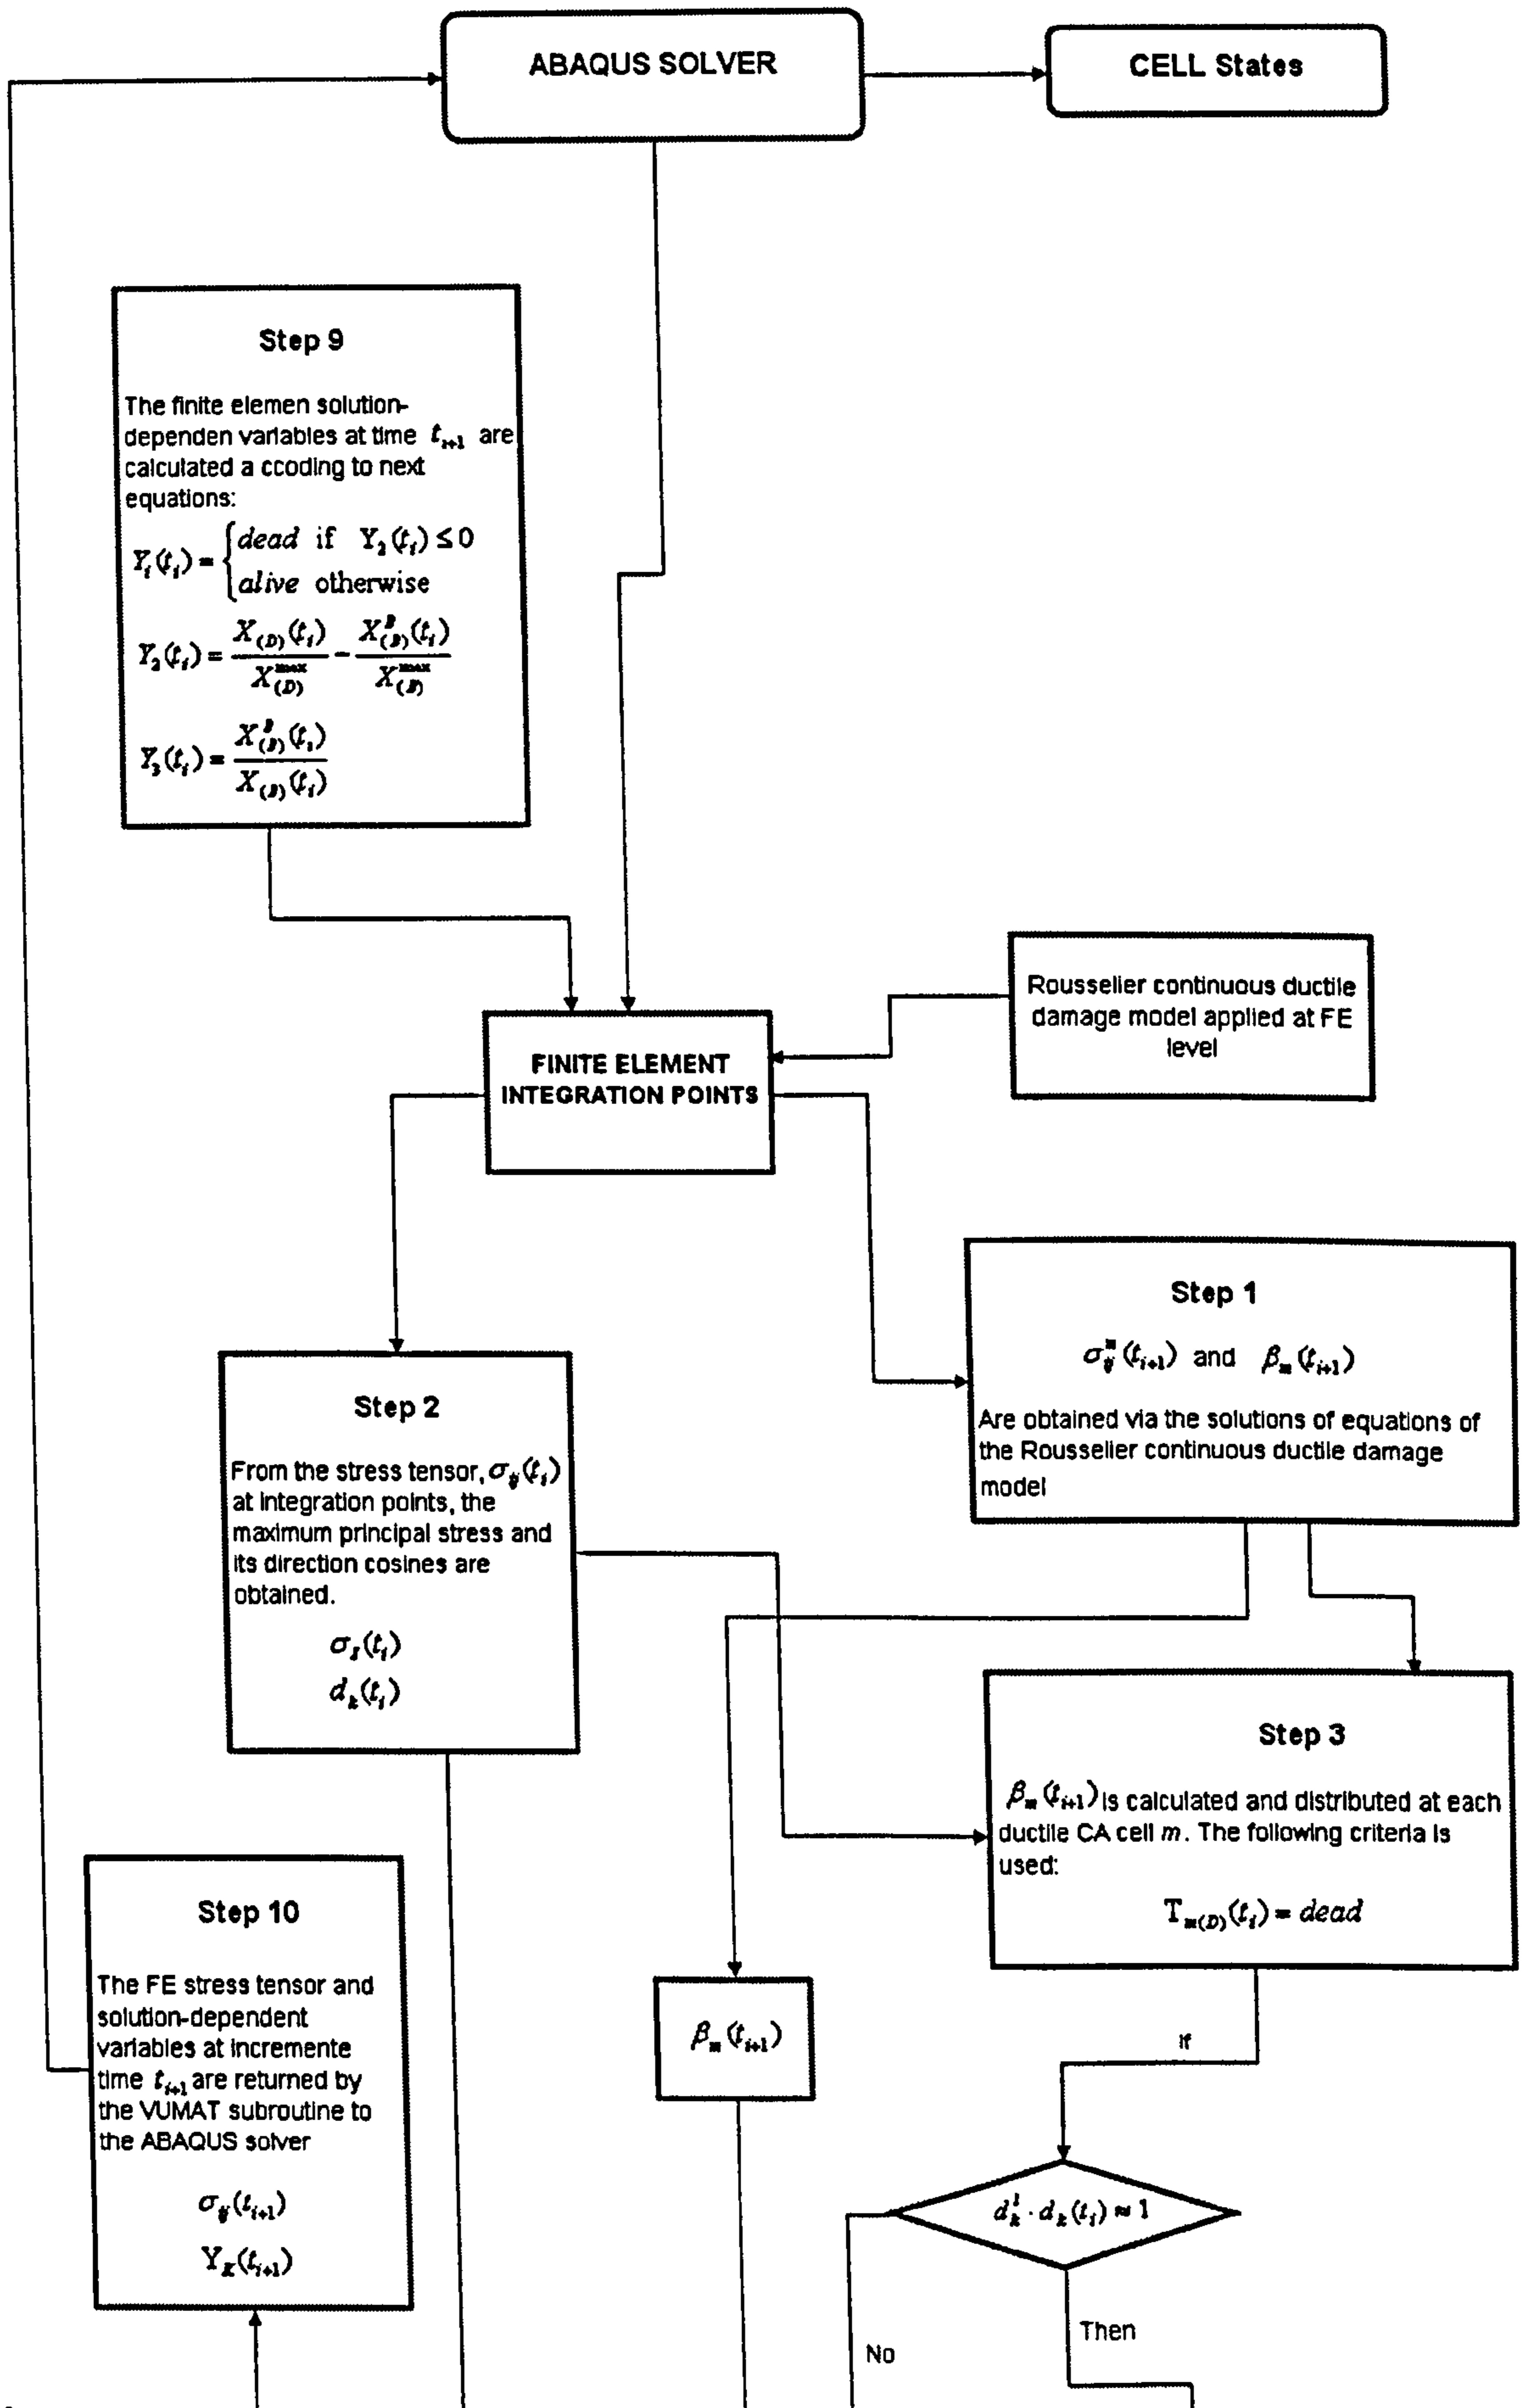 ABAQUS SOLVER
CELL States
Step 9
The finite elemen solution-
dependen variables at time t_{i+1} are
calculated a ccoding to next
equations:
Y_i(t_i) = { dead if Y_2(t_i) ≤ 0
alive otherwise
Y_2(t_i) = X_{(D)}(t_i) / X_{(D)}^{max} - X_{(B)}^{B}(t_i) / X_{(B)}^{max}
Y_3(t_i) = X_{(B)}^{B}(t_i) / X_{(B)}(t_i)
Rousselier continuous ductile
damage model applied at FE
level
FINITE ELEMENT
INTEGRATION POINTS
Step 1
σ_{ij}^{m}(t_{i+1}) and β_m(t_{i+1})
Are obtained via the solutions of equations of
the Rousselier continuous ductile damage
model
Step 2
From the stress tensor, σ_{ij}(t_i)
at integration points, the
maximum principal stress and
its direction cosines are
obtained.
σ_I(t_i)
d_k(t_i)
Step 3
β_m(t_{i+1}) is calculated and distributed at each
ductile CA cell m. The following criteria is
used:
T_{m(D)}(t_i) = dead
Step 10
The FE stress tensor and
solution-dependent
variables at incremente
time t_{i+1} are returned by
the VUMAT subroutine to
the ABAQUS solver
σ_{ij}(t_{i+1})
Y_K(t_{i+1})
β_m(t_{i+1})
If
d_k^l · d_k(t_i) ≈ 1
No
Then